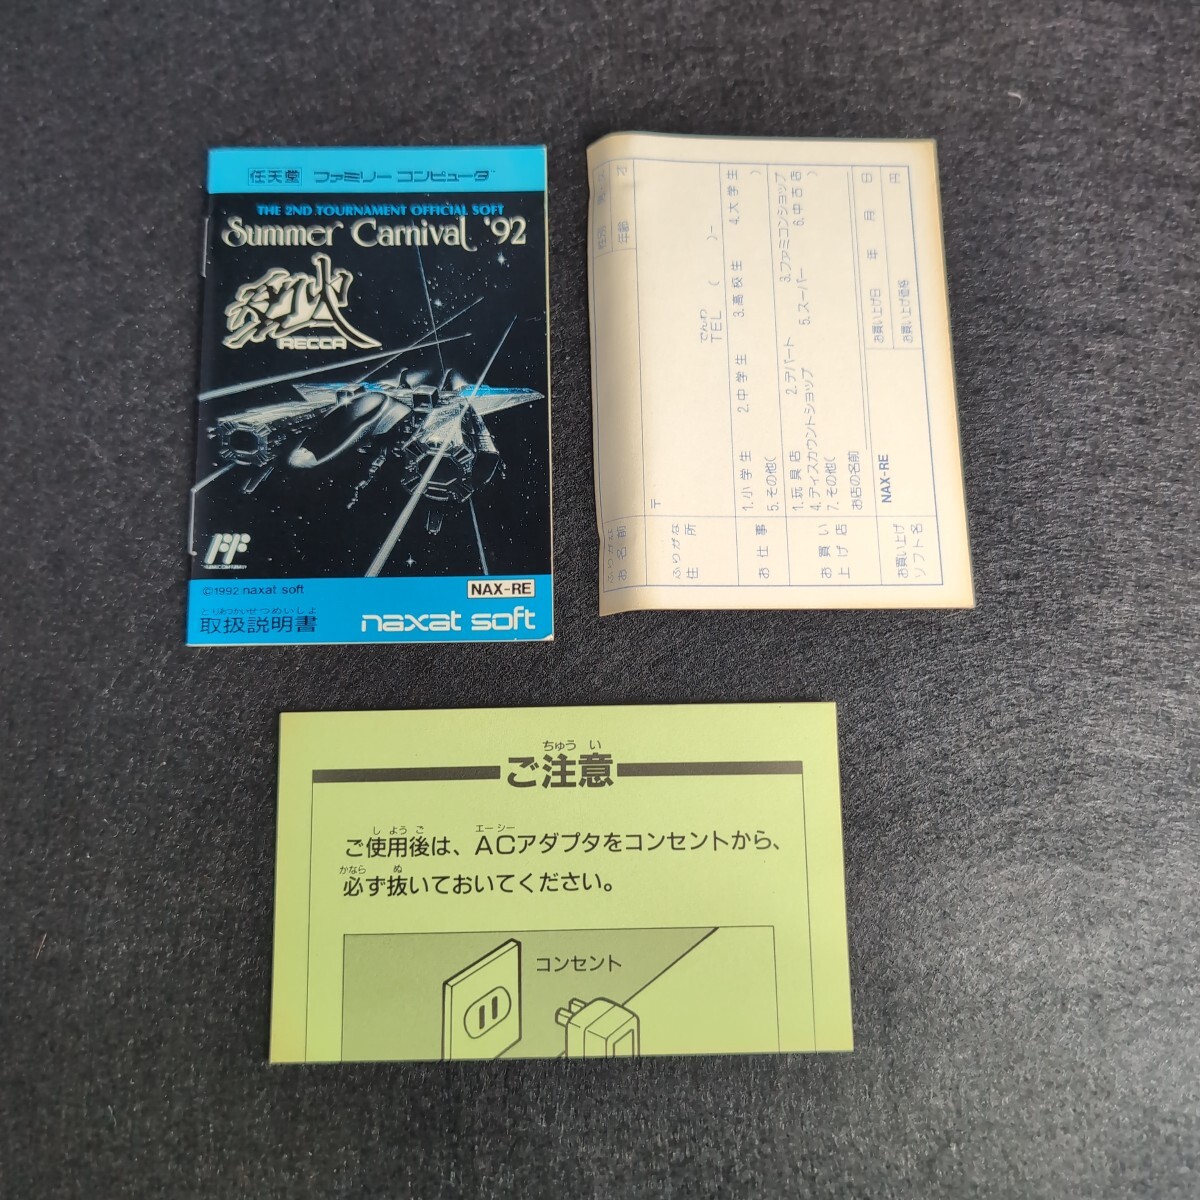 任天堂 ファミリーコンピュータ™
THE 2ND TOURNAMENT OFFICIAL SOFT
Summer Carnival '92
烈火
RECCA
©1992 naxat soft
NAX-RE
とりあつかいせつめいしょ
取扱説明書
naxat soft
ふりがな
お名前
性別
年齢
才
ふりがな
住所
〒
でんわ
TEL ( )-
お仕事
1.小学生 2.中学生 3.高校生 4.大学生
5.その他( )
お買い
上げ店
1.玩具店 2.デパート 3.ファミコンショップ
4.ディスカウントショップ 5.スーパー 6.中古店
7.その他( )
お店の名前
お買い上げ
ソフト名
NAX-RE
お買い上げ日 年 月 日
お買い上げ価格 円
ちゅうい
ご注意
しようご エーシー
ご使用後は、ACアダプタをコンセントから、
かなら ぬ
必ず抜いておいてください。
コンセント